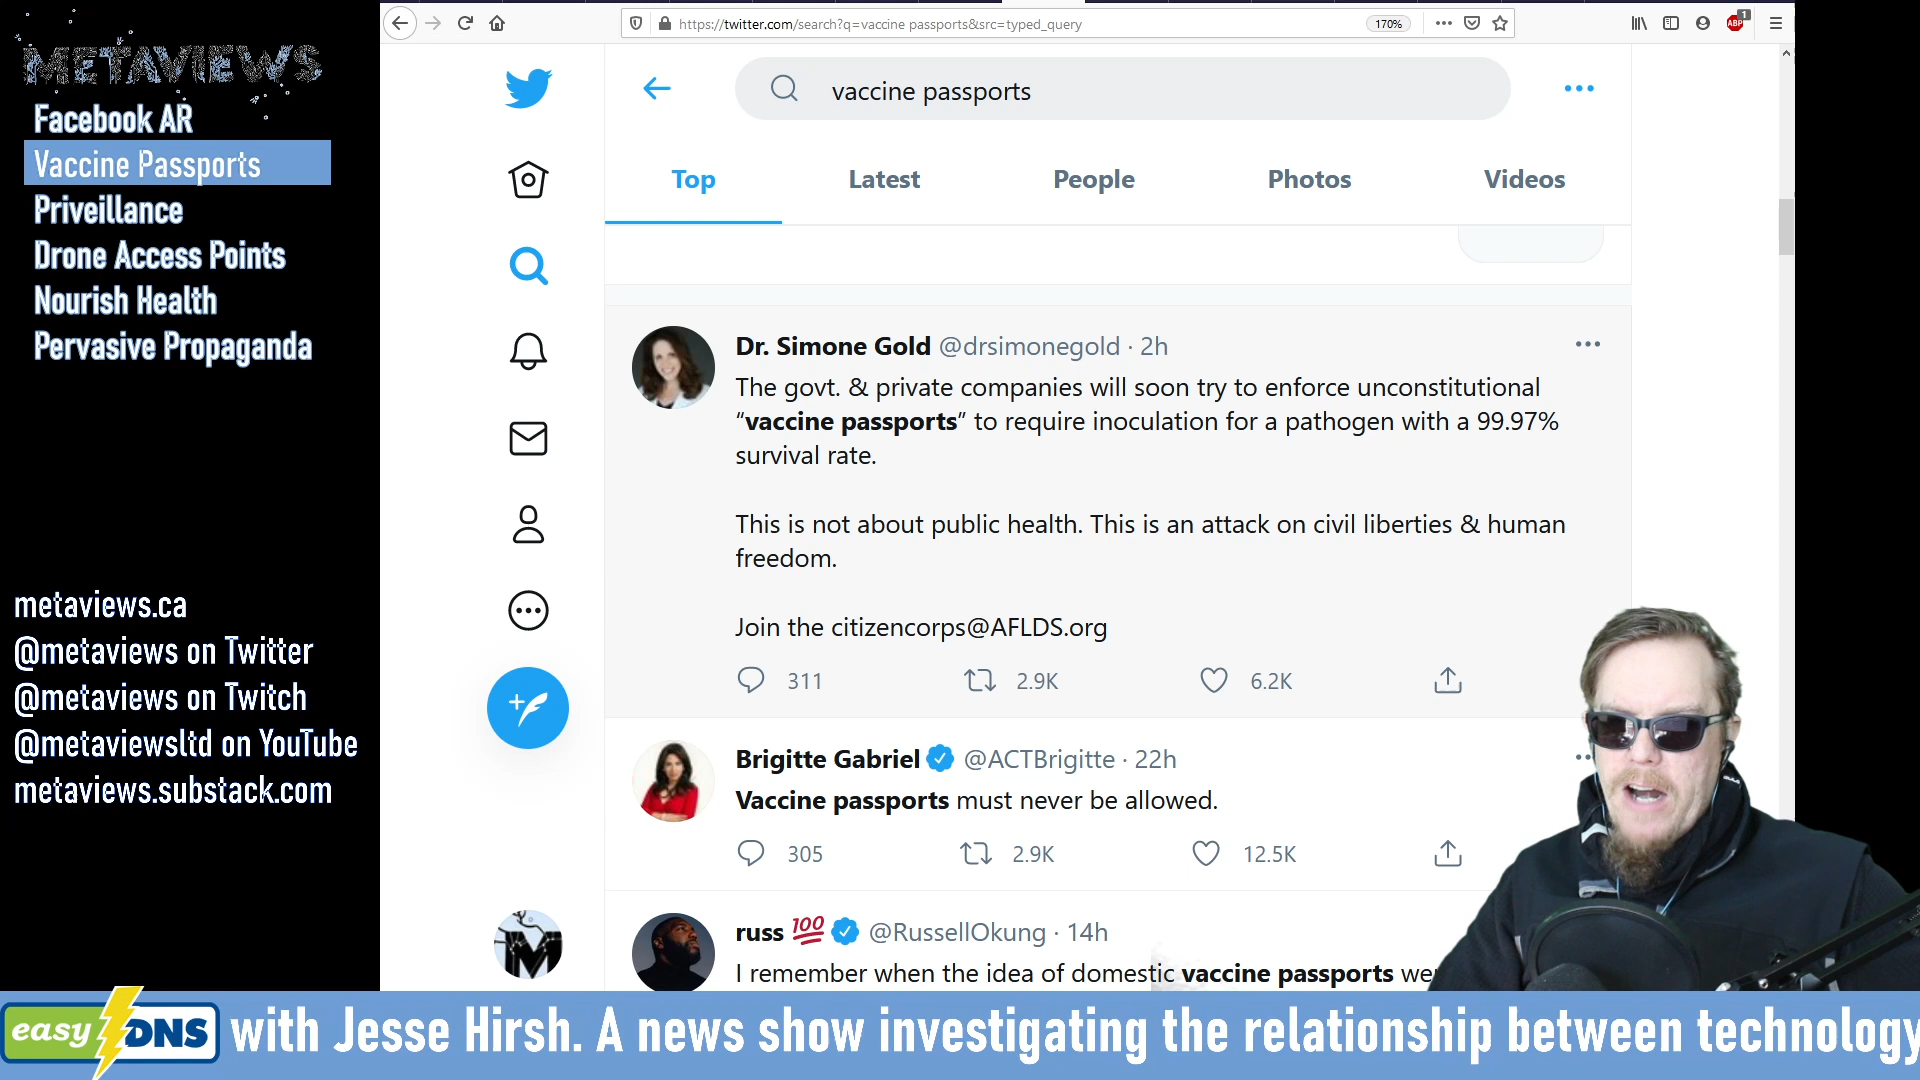 METAVIEWS
Facebook AR
Vaccine Passports
Priveillance
Drone Access Points
Nourish Health
Pervasive Propaganda
metaviews.ca
@metaviews on Twitter
@metaviews on Twitch
@metaviewsltd on YouTube
metaviews.substack.com
https://twitter.com/search?q=vaccine passports&src=typed_query
170%
ABP
1
vaccine passports
Top
Latest
People
Photos
Videos
Dr. Simone Gold @drsimonegold · 2h
The govt. & private companies will soon try to enforce unconstitutional
“vaccine passports” to require inoculation for a pathogen with a 99.97%
survival rate.
This is not about public health. This is an attack on civil liberties & human
freedom.
Join the citizencorps@AFLDS.org
311
2.9K
6.2K
Brigitte Gabriel @ACTBrigitte · 22h
Vaccine passports must never be allowed.
305
2.9K
12.5K
russ 💯 @RussellOkung · 14h
I remember when the idea of domestic vaccine passports
M
easyDNS
with Jesse Hirsh. A news show investigating the relationship between technology